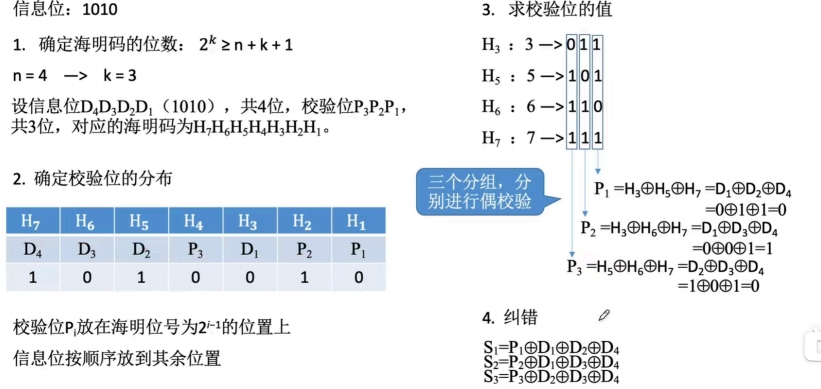 信息位：1010
1. 确定海明码的位数： 2ᵏ ≥ n + k + 1
n = 4 —> k = 3
设信息位D₄D₃D₂D₁（1010），共4位，校验位P₃P₂P₁，
共3位，对应的海明码为H₇H₆H₅H₄H₃H₂H₁。
2. 确定校验位的分布
H₇ H₆ H₅ H₄ H₃ H₂ H₁
D₄ D₃ D₂ P₃ D₁ P₂ P₁
1 0 1 0 0 1 0
校验位Pᵢ放在海明位号为2ⁱ⁻¹的位置上
信息位按顺序放到其余位置
3. 求校验位的值
H₃ ： 3 —> 0 1 1
H₅ ： 5 —> 1 0 1
H₆ ： 6 —> 1 1 0
H₇ ： 7 —> 1 1 1
三个分组，分
别进行偶校验
P₁ =H₃⊕H₅⊕H₇ =D₁⊕D₂⊕D₄
=0⊕1⊕1=0
P₂ =H₃⊕H₆⊕H₇ =D₁⊕D₃⊕D₄
=0⊕0⊕1=1
P₃ =H₅⊕H₆⊕H₇ =D₂⊕D₃⊕D₄
=1⊕0⊕1=0
4. 纠错
S₁=P₁⊕D₁⊕D₂⊕D₄
S₂=P₂⊕D₁⊕D₃⊕D₄
S₃=P₃⊕D₂⊕D₃⊕D₄